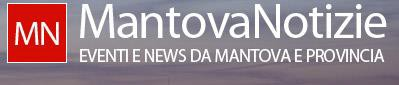 MN
MantovaNotizie
EVENTI E NEWS DA MANTOVA E PROVINCIA